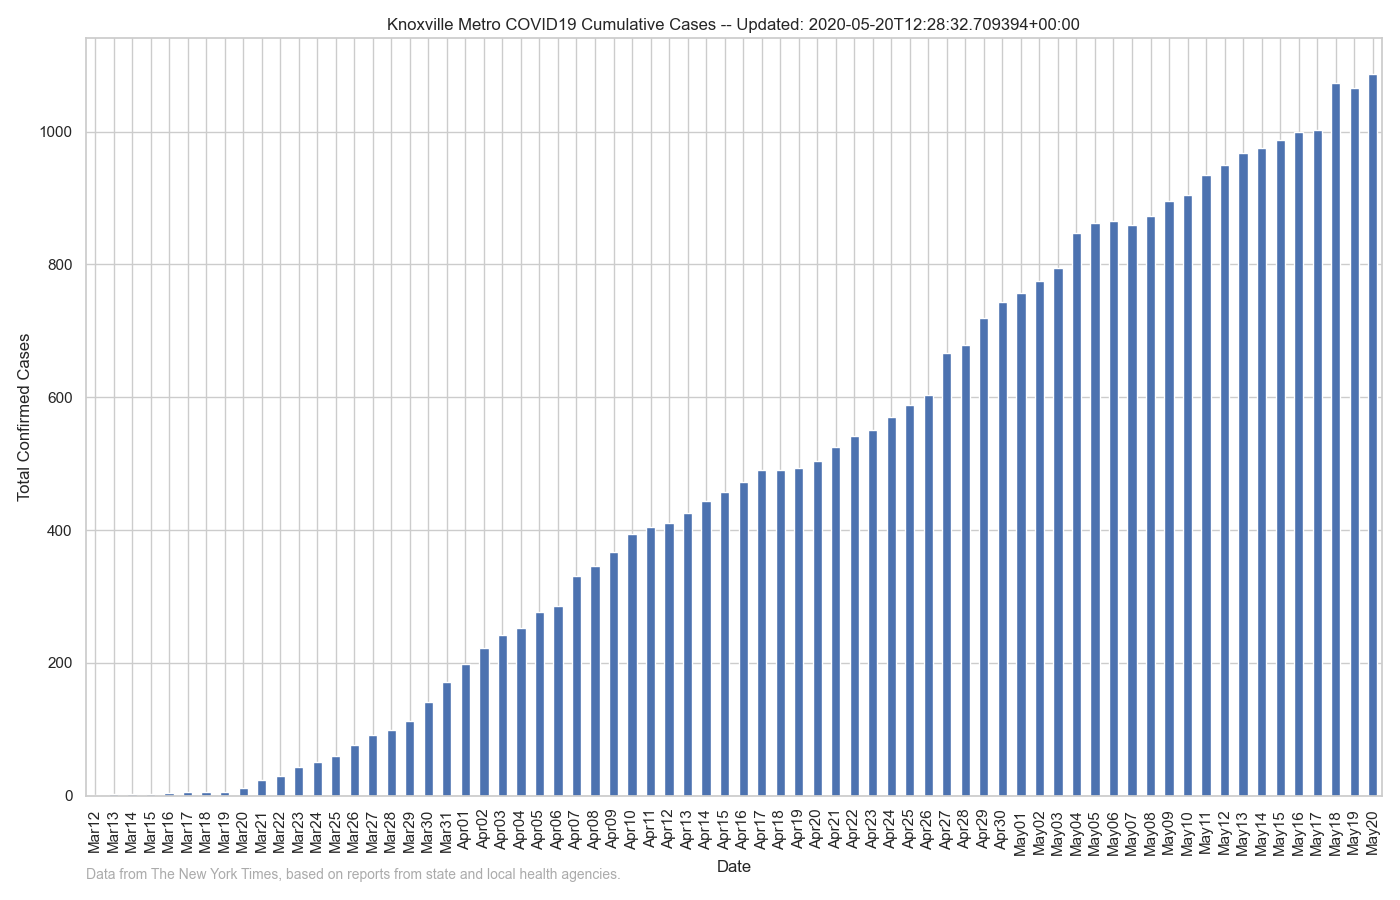 Knoxville Metro COVID19 Cumulative Cases -- Updated: 2020-05-20T12:28:32.709394+00:00
Total Confirmed Cases
1000
800
600
400
200
0
Mar12
Mar13
Mar14
Mar15
Mar16
Mar17
Mar18
Mar19
Mar20
Mar21
Mar22
Mar23
Mar24
Mar25
Mar26
Mar27
Mar28
Mar29
Mar30
Mar31
Apr01
Apr02
Apr03
Apr04
Apr05
Apr06
Apr07
Apr08
Apr09
Apr10
Apr11
Apr12
Apr13
Apr14
Apr15
Apr16
Apr17
Apr18
Apr19
Apr20
Apr21
Apr22
Apr23
Apr24
Apr25
Apr26
Apr27
Apr28
Apr29
Apr30
May01
May02
May03
May04
May05
May06
May07
May08
May09
May10
May11
May12
May13
May14
May15
May16
May17
May18
May19
May20
Date
Data from The New York Times, based on reports from state and local health agencies.